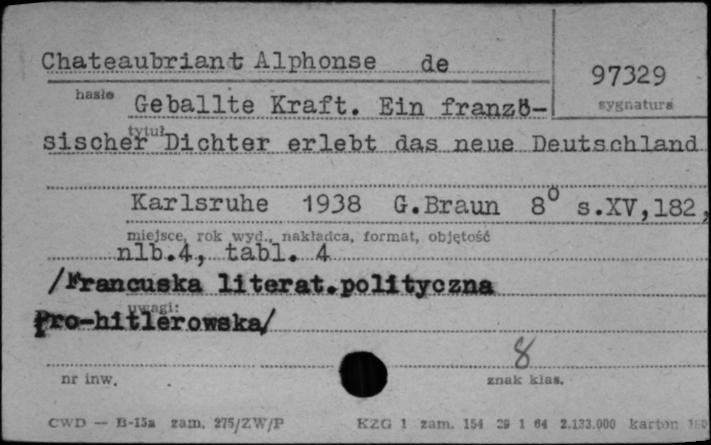 Chateaubriant Alphonse de
97329
hasło
sygnatura
Geballte Kraft. Ein franzö-
tytuł
sischer Dichter erlebt das neue Deutschland
Karlsruhe 1938 G.Braun 8° s.XV,182,
miejsce, rok wyd., nakładca, format, objętość
nlb.4, tabl. 4
/Francuska literat.polityczna
uwagi:
Pro-hitlerowska/
8
nr inw.
znak klas.
CWD — B-15a zam. 275/ZW/P
KZG 1 zam. 154 29 1 64 2.133.000 karton